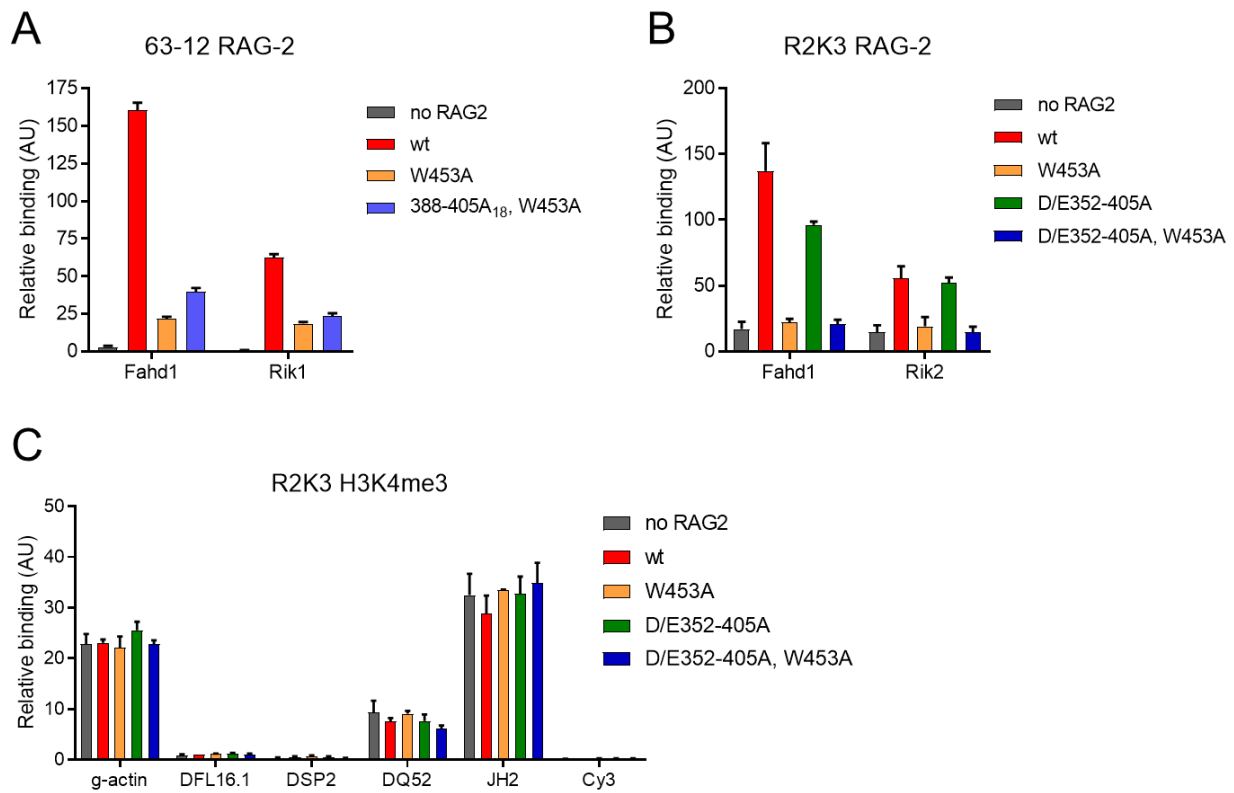 A
63-12 RAG-2
Relative binding (AU)
175
150
125
100
75
50
25
0
Fahd1
Rik1
no RAG2
wt
W453A
388-405A₁₈, W453A
B
R2K3 RAG-2
Relative binding (AU)
200
150
100
50
0
Fahd1
Rik2
no RAG2
wt
W453A
D/E352-405A
D/E352-405A, W453A
C
R2K3 H3K4me3
Relative binding (AU)
50
40
30
20
10
0
g-actin
DFL16.1
DSP2
DQ52
JH2
Cy3
no RAG2
wt
W453A
D/E352-405A
D/E352-405A, W453A